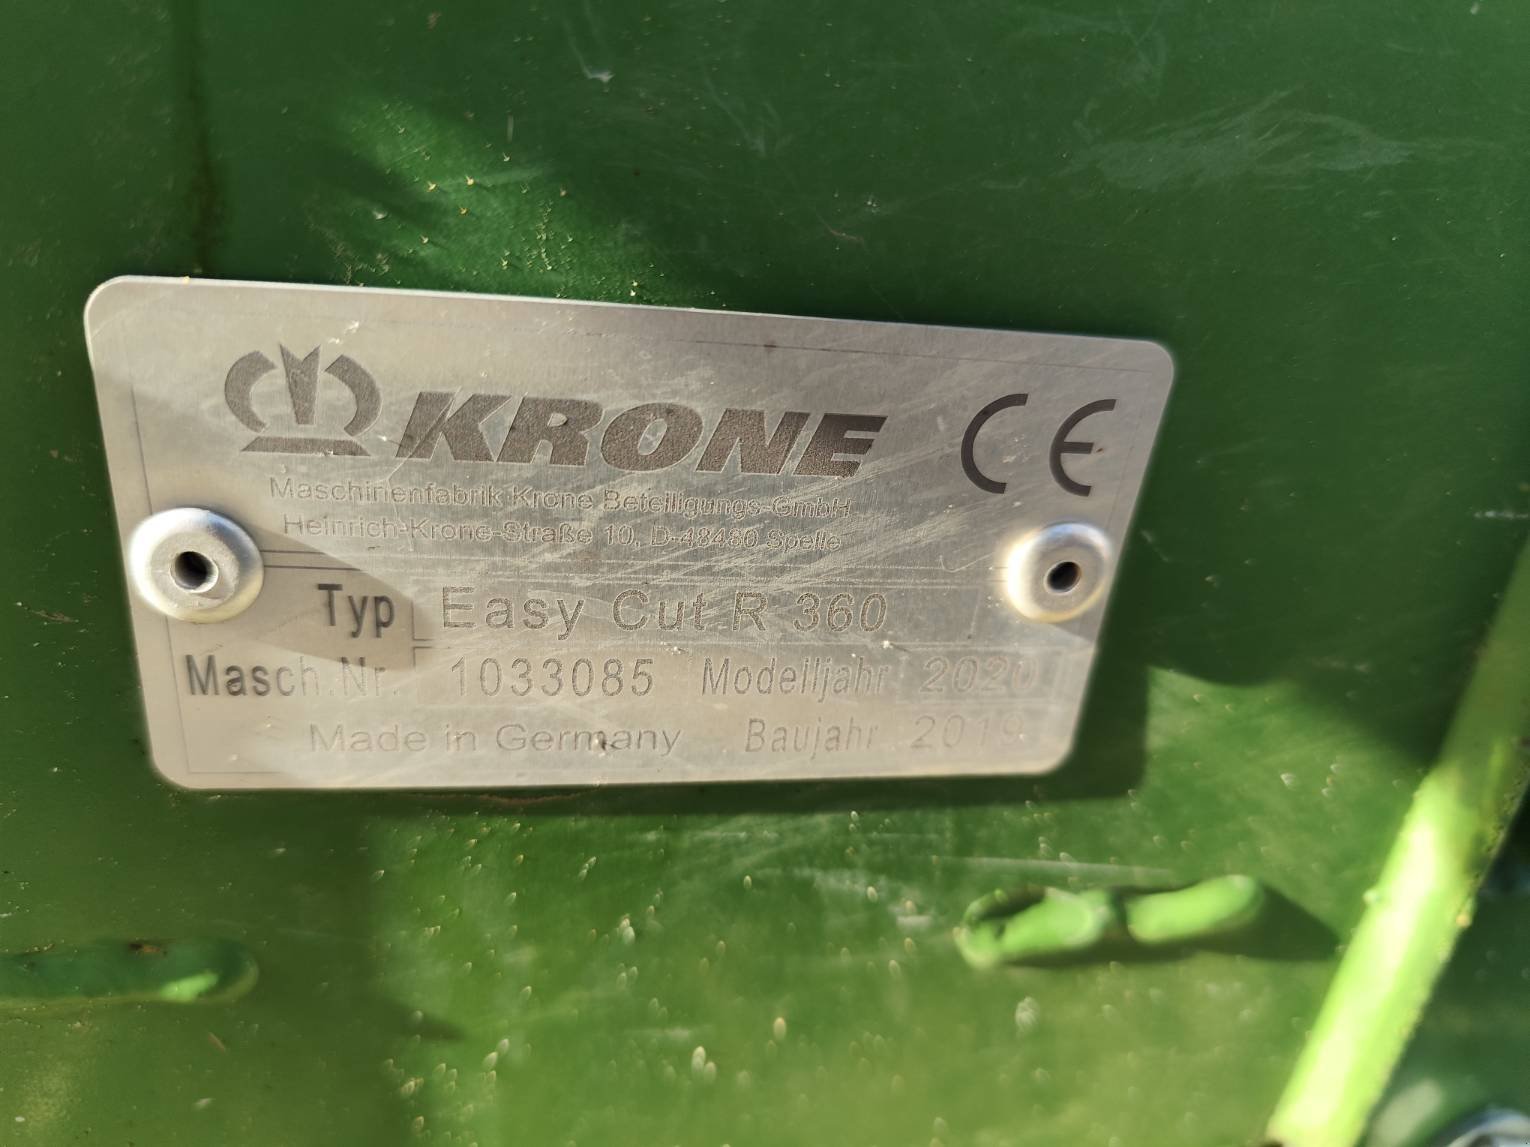 KRONE CE
Maschinenfabrik Krone Beteiligungs-GmbH
Heinrich-Krone-Straße 10, D-48480 Spelle
Typ Easy Cut R 360
Masch.Nr. 1033085 Modelljahr 2020
Made in Germany Baujahr 2019